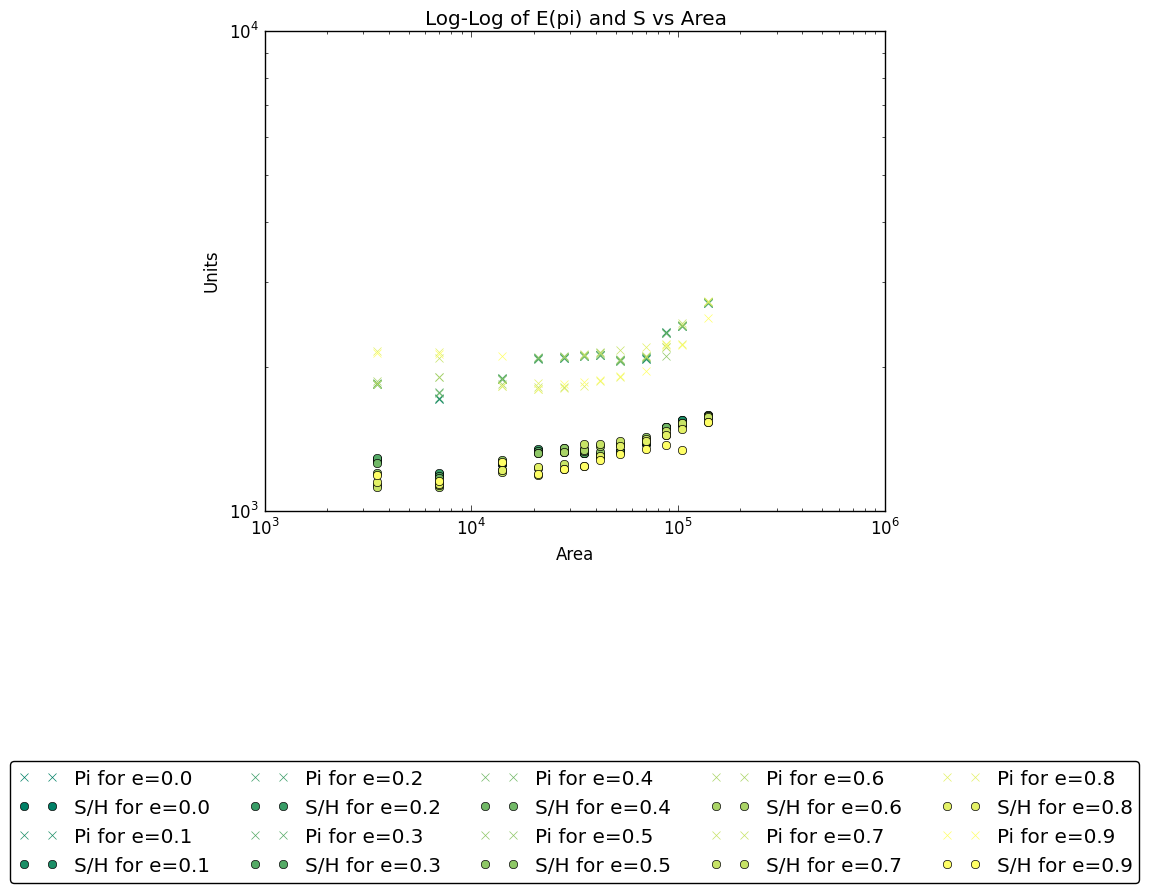 Log-Log of E(pi) and S vs Area
10^4
Units
10^3
10^3 10^4 10^5 10^6
Area
Pi for e=0.0 Pi for e=0.2 Pi for e=0.4 Pi for e=0.6 Pi for e=0.8
S/H for e=0.0 S/H for e=0.2 S/H for e=0.4 S/H for e=0.6 S/H for e=0.8
Pi for e=0.1 Pi for e=0.3 Pi for e=0.5 Pi for e=0.7 Pi for e=0.9
S/H for e=0.1 S/H for e=0.3 S/H for e=0.5 S/H for e=0.7 S/H for e=0.9